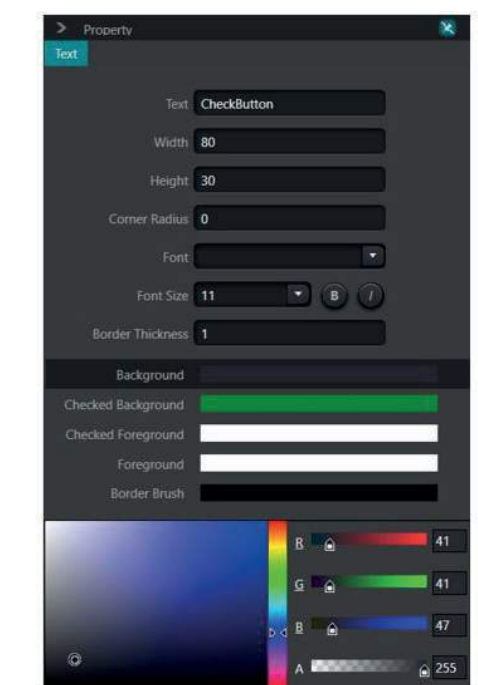 Property
Text
Text CheckButton
Width 80
Height 30
Corner Radius 0
Font
Font Size 11 B I
Border Thickness 1
Background
Checked Background
Checked Foreground
Foreground
Border Brush
R 41
G 41
B 47
A 255